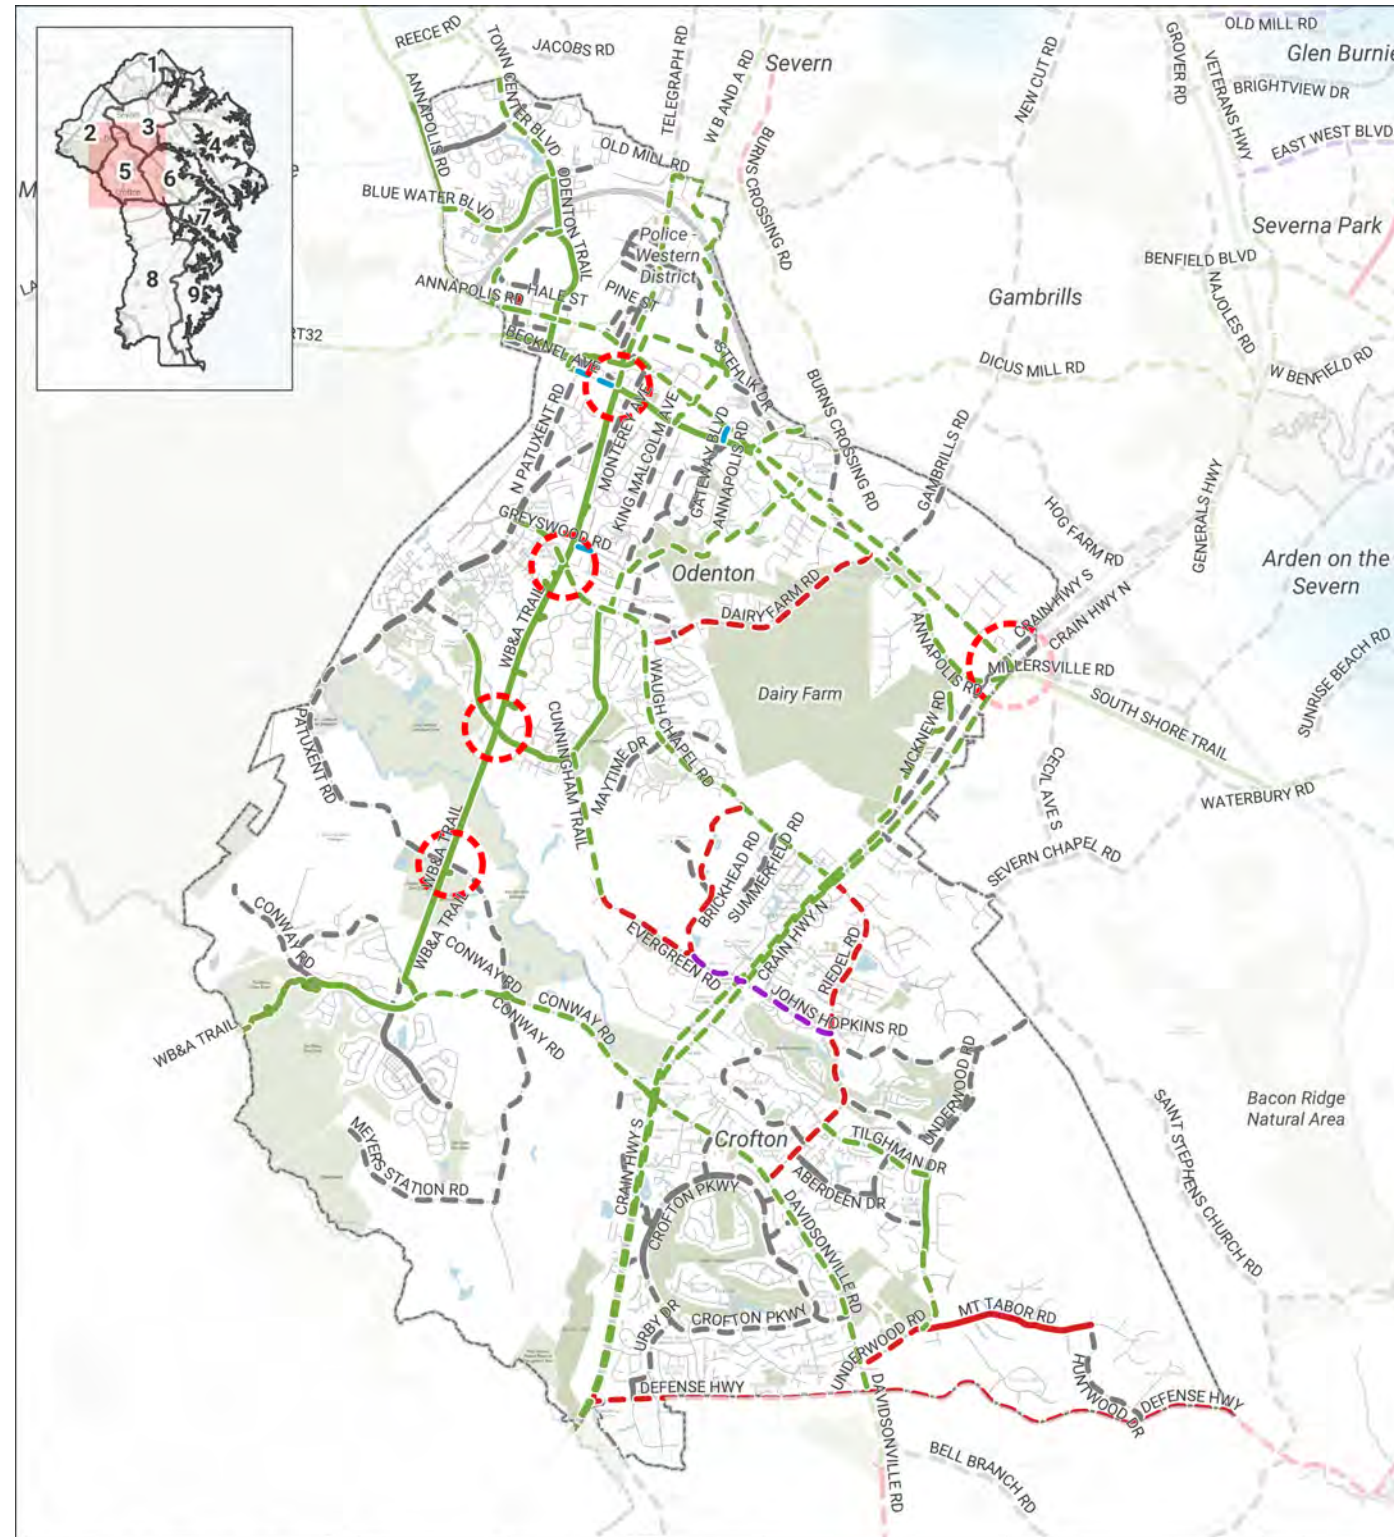 REECE RD
TOWN CENTER BLVD
JACOBS RD
TELEGRAPH RD
W B AND A RD
Severn
NEW CUT RD
GROVER RD
OLD MILL RD
Glen Burnie
VETERANS HWY
BRIGHTVIEW DR
EAST WEST BLVD
1
2
3
4
5
6
7
8
9
ANNAPOLIS RD
OLD MILL RD
BURNS CROSSING RD
BLUE WATER BLVD
ODENTON TRAIL
Police -
Western
District
Severna Park
BENFIELD BLVD
NAJOLES RD
ANNAPOLIS RD
HALE ST
PINE ST
Gambrills
RT32
BECKNEL AVE
STEHLIK DR
DICUS MILL RD
W BENFIELD RD
N PATUXENT RD
MONTEREY AVE
KING MALCOLM AVE
GATEWAY BLVD
ANNAPOLIS RD
BURNS CROSSING RD
GAMBRILLS RD
GENERALS HWY
HOG FARM RD
GREYSWOOD RD
Odenton
Arden on the
Severn
DAIRY FARM RD
CRAIN HWY S
CRAIN HWY N
WB&A TRAIL
ANNAPOLIS RD
MILLERSVILLE RD
SUNRISE BEACH RD
WAUGH CHAPEL RD
Dairy Farm
SOUTH SHORE TRAIL
PATUXENT RD
CUNNINGHAM TRAIL
MAYTIME DR
MCKNEW RD
CECIL AVE S
WATERBURY RD
WB&A TRAIL
BRICKHEAD RD
SUMMERFIELD RD
SEVERN CHAPEL RD
CONWAY RD
WB&A TRAIL
CONWAY RD
EVERGREEN RD
CRAIN HWY N
RIEDEL RD
CONWAY RD
CONWAY RD
JOHNS HOPKINS RD
WB&A TRAIL
UNDERWOOD RD
SAINT STEPHENS CHURCH RD
Bacon Ridge
Natural Area
MEYERS STATION RD
Crofton
TILGHMAN DR
CRAIN HWY S
ABERDEEN DR
CROFTON PKWY
DAVIDSONVILLE RD
URBY DR
CROFTON PKWY
UNDERWOOD RD
MT TABOR RD
DEFENSE HWY
HUNTWOOD DR
DEFENSE HWY
DAVIDSONVILLE RD
BELL BRANCH RD